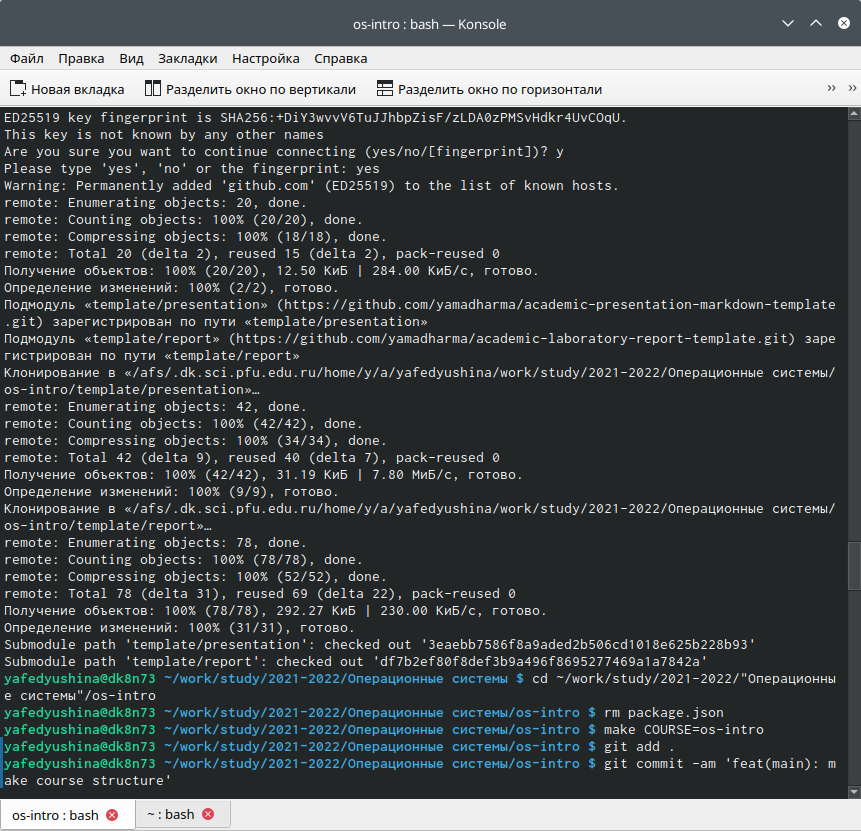 os-intro : bash — Konsole
Файл Правка Вид Закладки Настройка Справка
Новая вкладка Разделить окно по вертикали Разделить окно по горизонтали
ED25519 key fingerprint is SHA256:+DiY3wvvV6TuJJhbpZisF/zLDA0zPMSvHdkr4UvCOqU.
This key is not known by any other names
Are you sure you want to continue connecting (yes/no/[fingerprint])? y
Please type 'yes', 'no' or the fingerprint: yes
Warning: Permanently added 'github.com' (ED25519) to the list of known hosts.
remote: Enumerating objects: 20, done.
remote: Counting objects: 100% (20/20), done.
remote: Compressing objects: 100% (18/18), done.
remote: Total 20 (delta 2), reused 15 (delta 2), pack-reused 0
Получение объектов: 100% (20/20), 12.50 КиБ | 284.00 КиБ/с, готово.
Определение изменений: 100% (2/2), готово.
Подмодуль «template/presentation» (https://github.com/yamadharma/academic-presentation-markdown-template
.git) зарегистрирован по пути «template/presentation»
Подмодуль «template/report» (https://github.com/yamadharma/academic-laboratory-report-template.git) заре
гистрирован по пути «template/report»
Клонирование в «/afs/.dk.sci.pfu.edu.ru/home/y/a/yafedyushina/work/study/2021-2022/Операционные системы/
os-intro/template/presentation»…
remote: Enumerating objects: 42, done.
remote: Counting objects: 100% (42/42), done.
remote: Compressing objects: 100% (34/34), done.
remote: Total 42 (delta 9), reused 40 (delta 7), pack-reused 0
Получение объектов: 100% (42/42), 31.19 КиБ | 7.80 МиБ/с, готово.
Определение изменений: 100% (9/9), готово.
Клонирование в «/afs/.dk.sci.pfu.edu.ru/home/y/a/yafedyushina/work/study/2021-2022/Операционные системы/
os-intro/template/report»…
remote: Enumerating objects: 78, done.
remote: Counting objects: 100% (78/78), done.
remote: Compressing objects: 100% (52/52), done.
remote: Total 78 (delta 31), reused 69 (delta 22), pack-reused 0
Получение объектов: 100% (78/78), 292.27 КиБ | 230.00 КиБ/с, готово.
Определение изменений: 100% (31/31), готово.
Submodule path 'template/presentation': checked out '3eaebb7586f8a9aded2b506cd1018e625b228b93'
Submodule path 'template/report': checked out 'df7b2ef80f8def3b9a496f8695277469a1a7842a'
yafedyushina@dk8n73 ~/work/study/2021-2022/Операционные системы $ cd ~/work/study/2021-2022/"Операционны
е системы"/os-intro
yafedyushina@dk8n73 ~/work/study/2021-2022/Операционные системы/os-intro $ rm package.json
yafedyushina@dk8n73 ~/work/study/2021-2022/Операционные системы/os-intro $ make COURSE=os-intro
yafedyushina@dk8n73 ~/work/study/2021-2022/Операционные системы/os-intro $ git add .
yafedyushina@dk8n73 ~/work/study/2021-2022/Операционные системы/os-intro $ git commit -am 'feat(main): m
ake course structure'
os-intro : bash ~ : bash